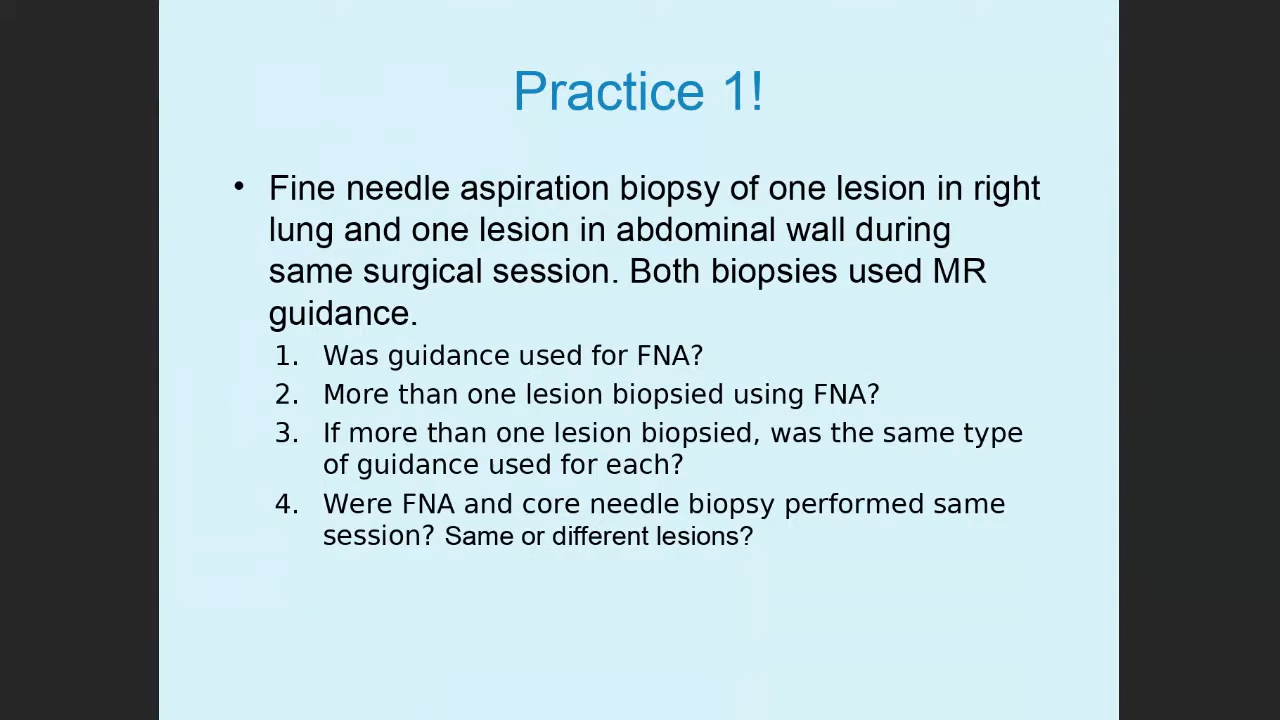 Practice 1!
• Fine needle aspiration biopsy of one lesion in right
lung and one lesion in abdominal wall during
same surgical session. Both biopsies used MR
guidance.
1. Was guidance used for FNA?
2. More than one lesion biopsied using FNA?
3. If more than one lesion biopsied, was the same type
of guidance used for each?
4. Were FNA and core needle biopsy performed same
session? Same or different lesions?